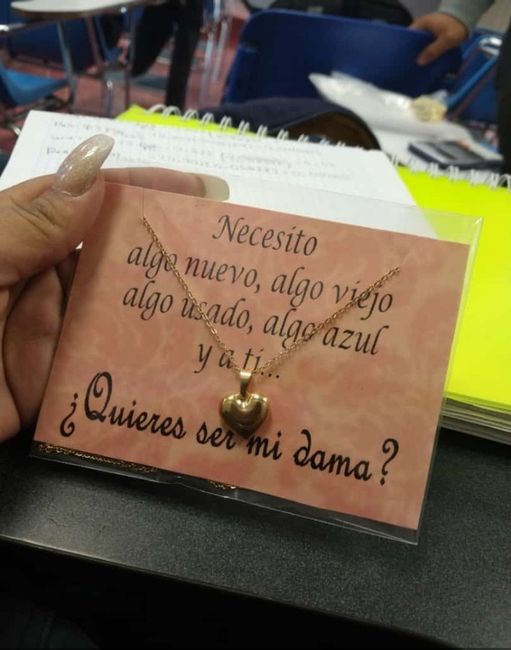 Necesito
algo nuevo, algo viejo
algo usado, algo azul
y a ti...
¿Quieres ser mi dama?